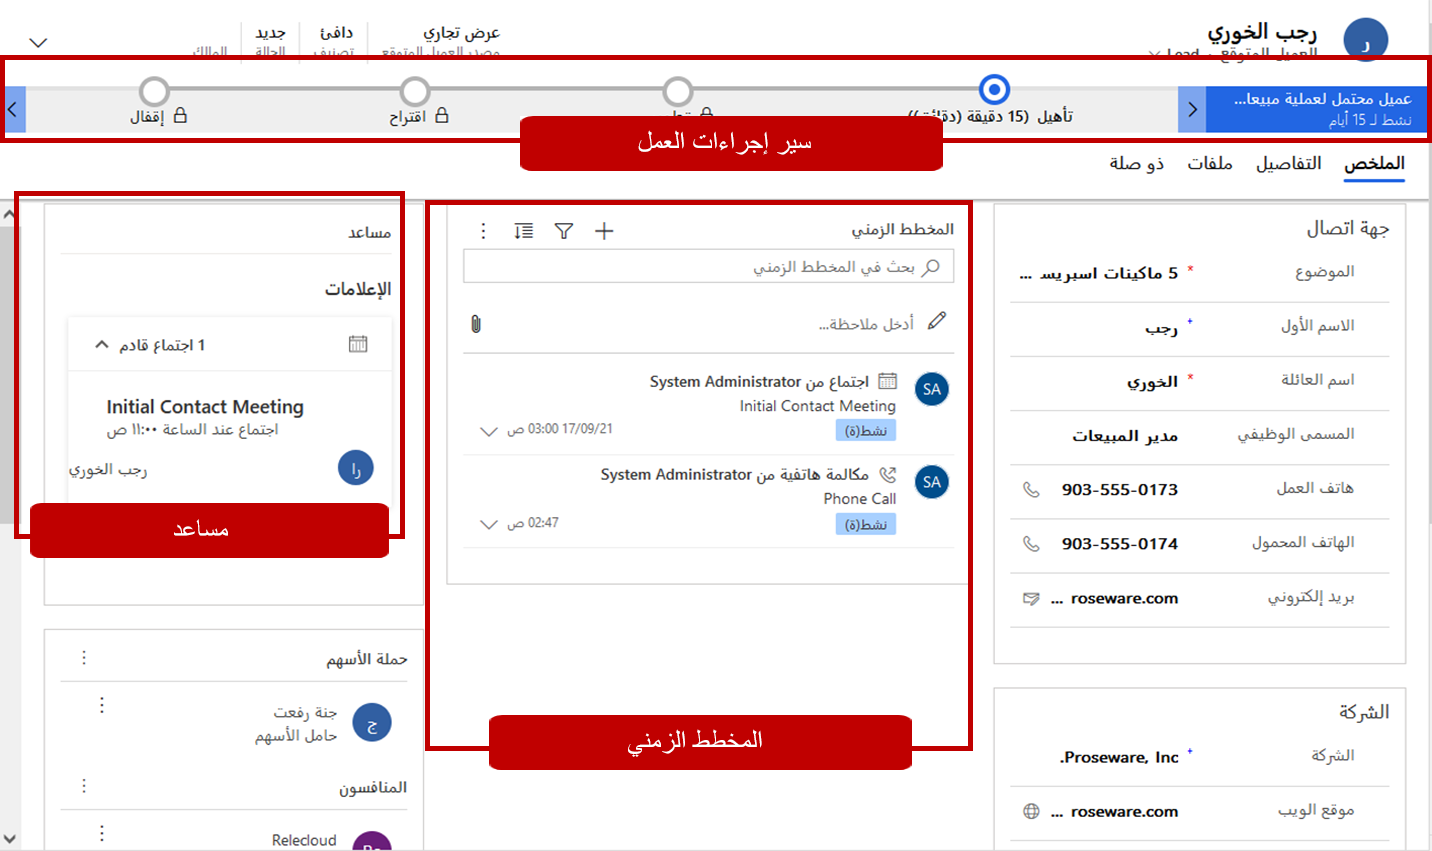 رجب الخوري
العميل المتوقع · Lead
عرض تجاري
مصدر العميل المتوقع
دافئ
تصنيف
جديد
الحالة
المالك
عميل محتمل لعملية مبيعا...
نشط لـ 15 أيام
تأهيل (15 دقيقة (دقائق))
اقتراح
إقفال
سير إجراءات العمل
الملخص
التفاصيل
ملفات
ذو صلة
جهة اتصال
الموضوع
* 5 ماكينات اسبريس ...
الاسم الأول
+ رجب
اسم العائلة
* الخوري
المسمى الوظيفي
مدير المبيعات
هاتف العمل
903-555-0173
الهاتف المحمول
903-555-0174
بريد إلكتروني
roseware.com ...
الشركة
الشركة
+ Proseware, Inc.
موقع الويب
roseware.com ...
المخطط الزمني
بحث في المخطط الزمني
أدخل ملاحظة...
SA
اجتماع من System Administrator
Initial Contact Meeting
نشط(ة)
17/09/21 03:00 ص
SA
مكالمة هاتفية من System Administrator
Phone Call
نشط(ة)
02:47 ص
المخطط الزمني
مساعد
الإعلامات
1 اجتماع قادم
Initial Contact Meeting
اجتماع عند الساعة ١١:٠٠ ص
را
رجب الخوري
مساعد
حملة الأسهم
ج
جنة رفعت
حامل الأسهم
المنافسون
Relecloud